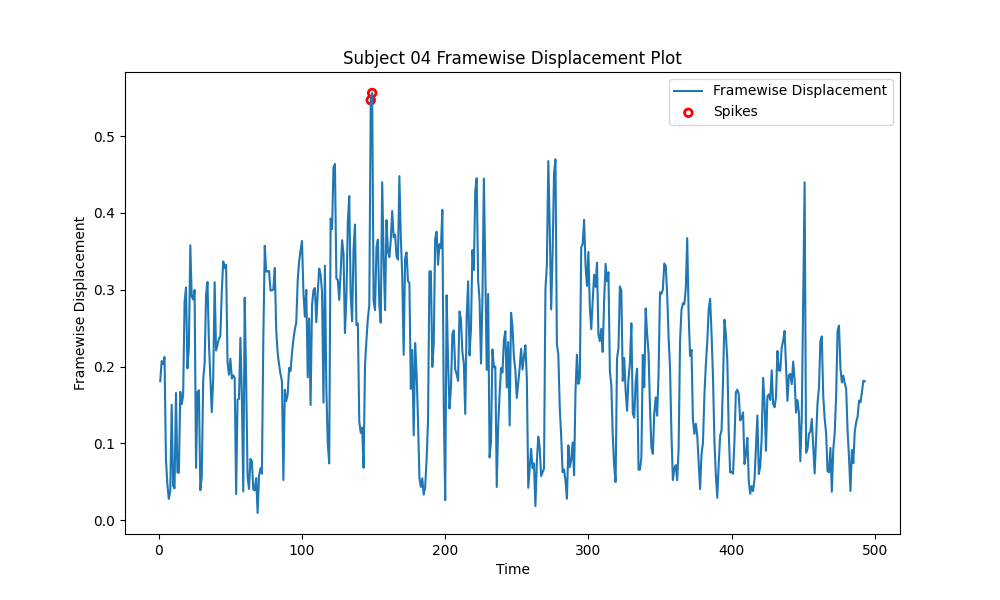 Subject 04 Framewise Displacement Plot
Framewise Displacement
Spikes
0.5
0.4
0.3
0.2
0.1
0.0
Framewise Displacement
0
100
200
300
400
500
Time